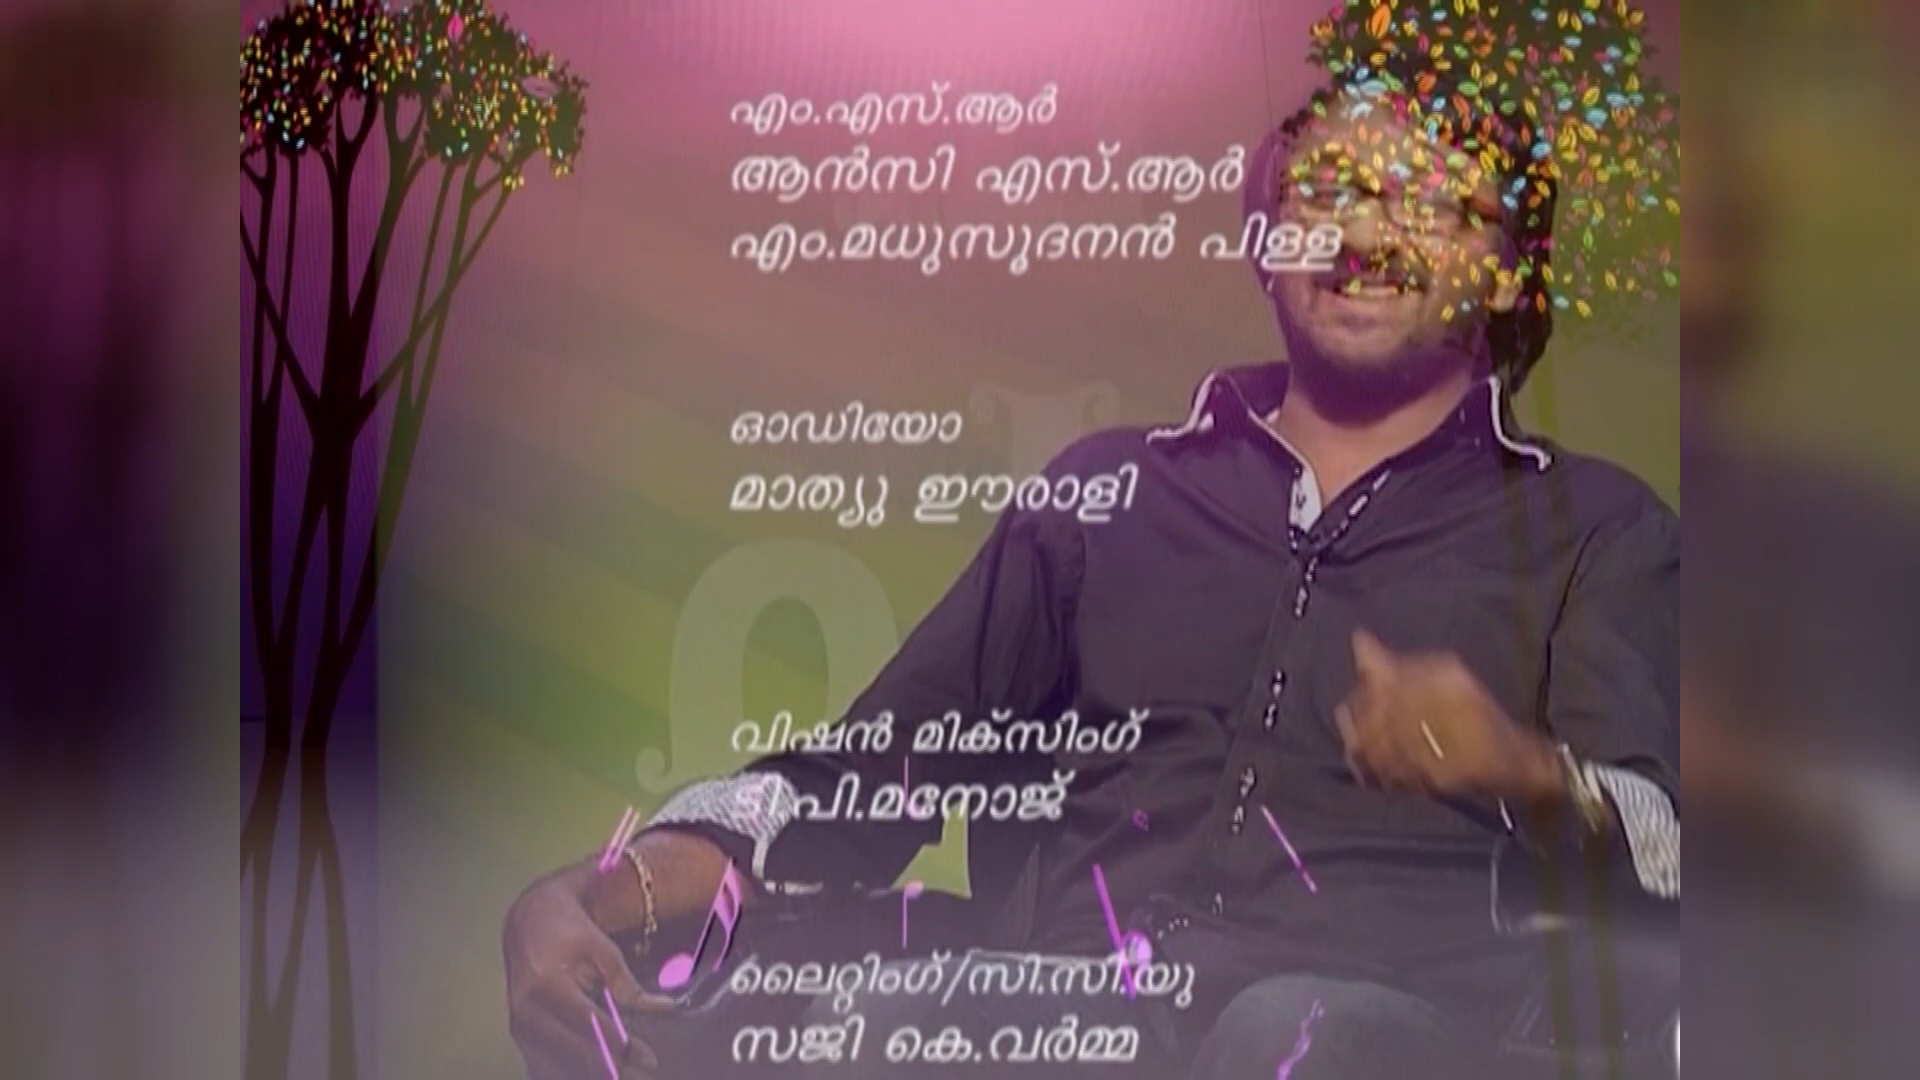 എം.എസ്.ആർ
ആൻസി എസ്.ആർ
എം.മധുസൂദനൻ പിള്ള
ഓഡിയോ
മാത്യു ഈരാളി
വിഷൻ മിക്സിംഗ്
ടി.പി.മനോജ്
ലൈറ്റിംഗ്/സി.സി.യു
സജി കെ.വർമ്മ